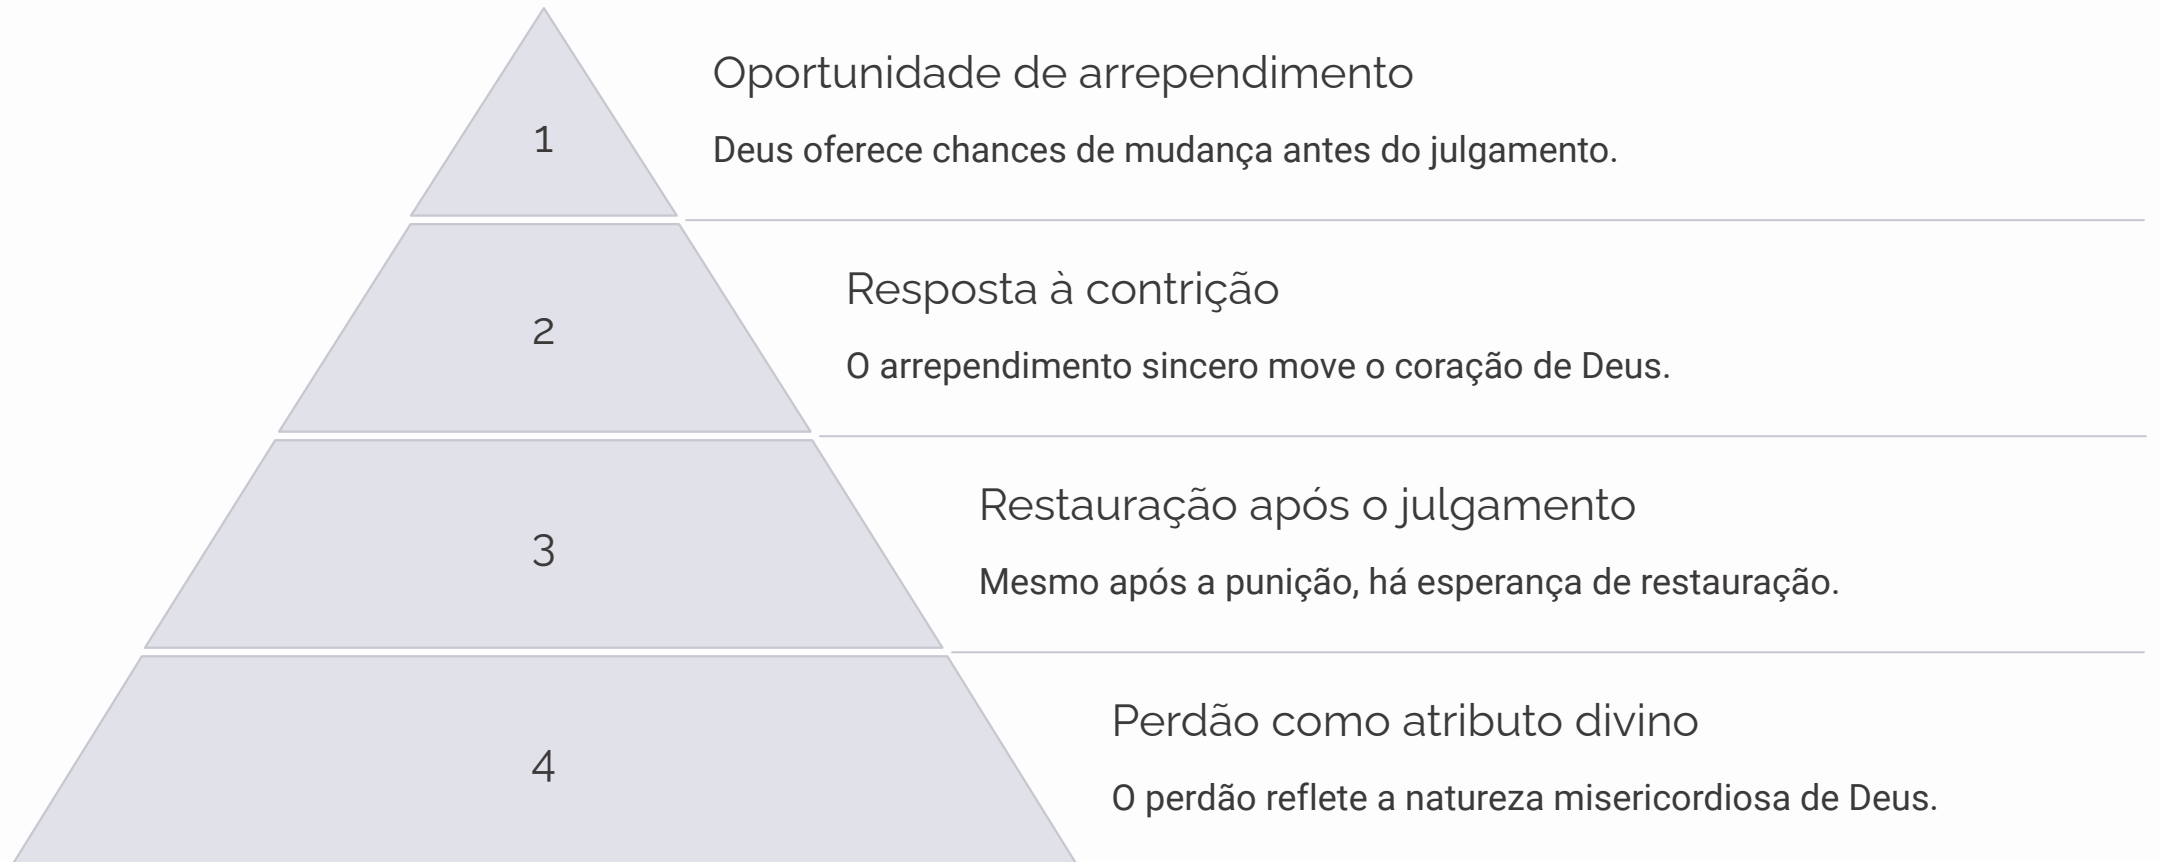 1
Oportunidade de arrependimento
Deus oferece chances de mudança antes do julgamento.
2
Resposta à contrição
O arrependimento sincero move o coração de Deus.
3
Restauração após o julgamento
Mesmo após a punição, há esperança de restauração.
4
Perdão como atributo divino
O perdão reflete a natureza misericordiosa de Deus.